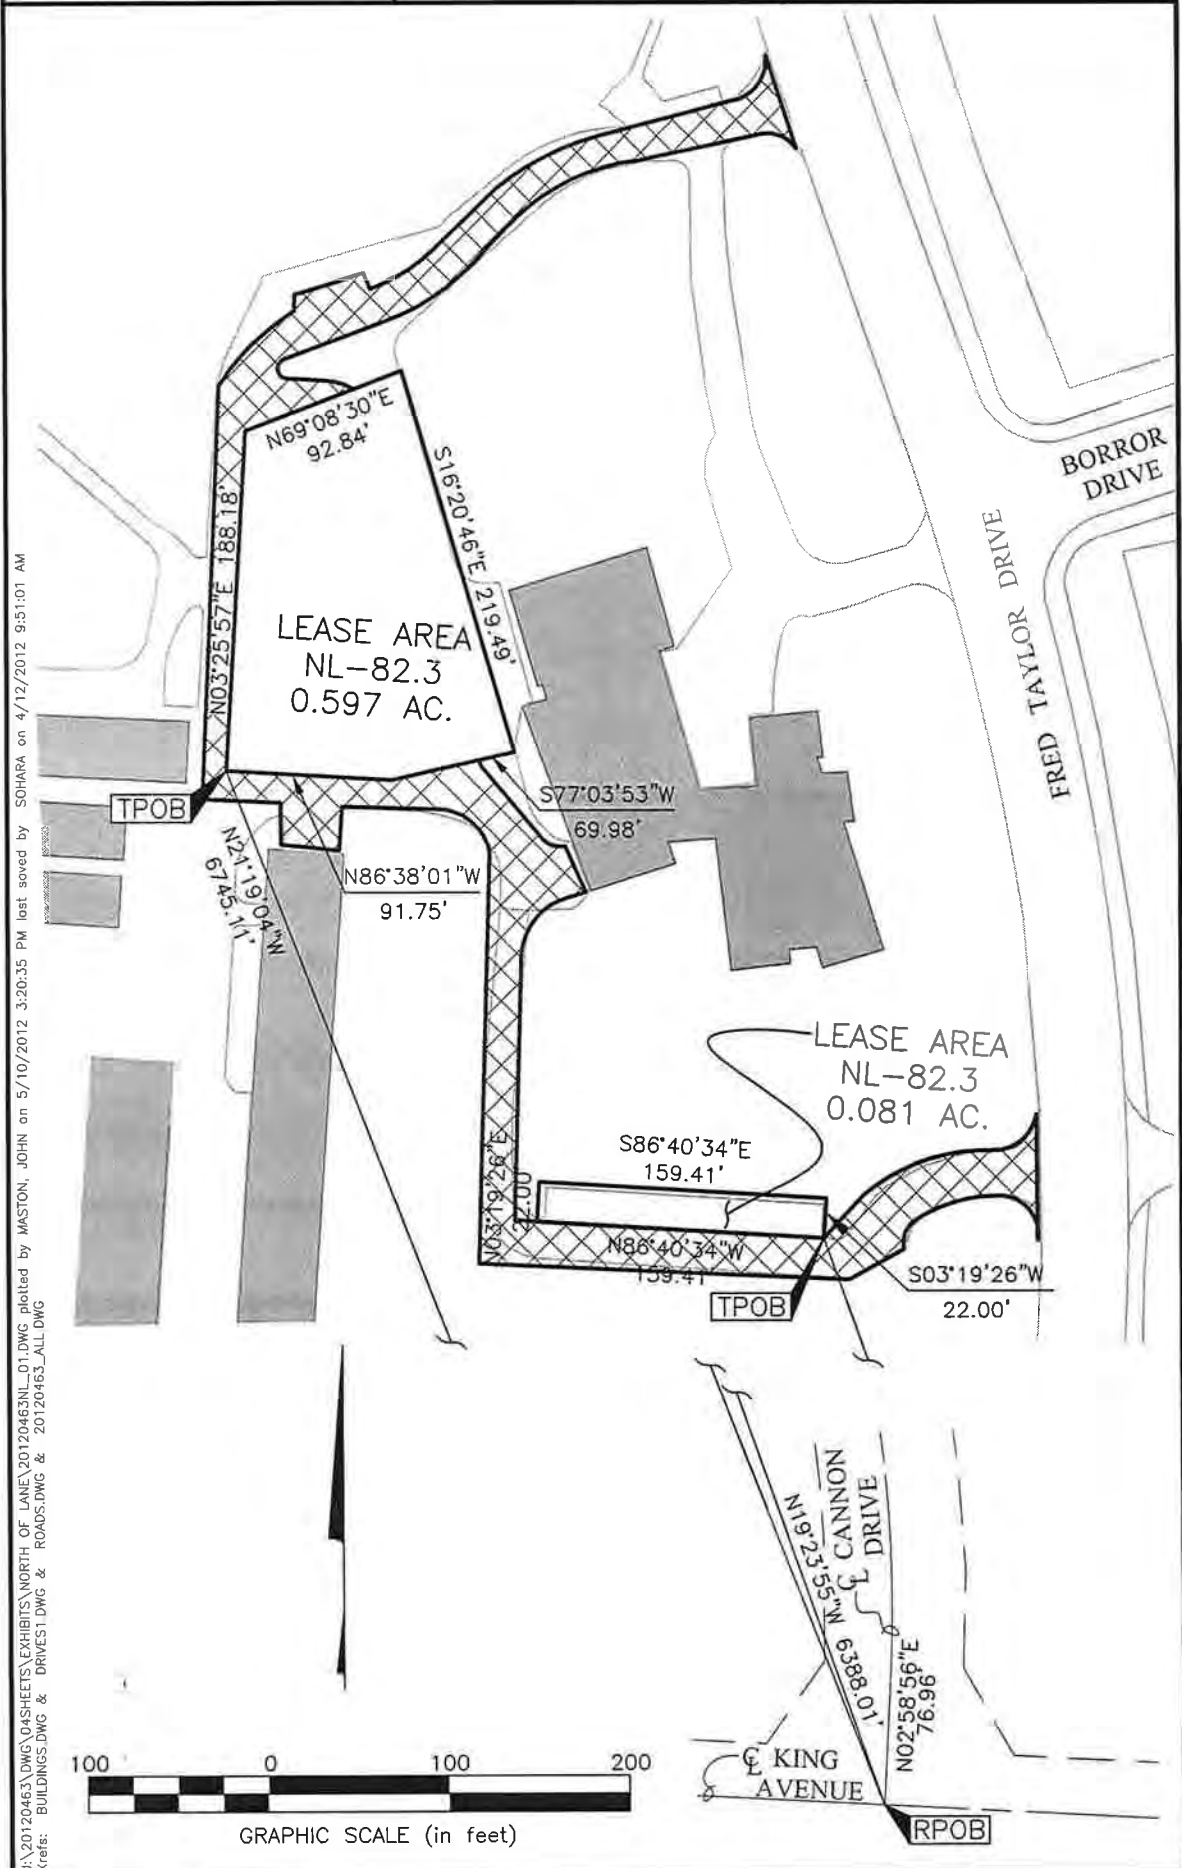 N69°08'30"E
92.84'
S16°20'46"E 219.49'
N03°25'57"E 188.18'
LEASE AREA
NL-82.3
0.597 AC.
BORROR
DRIVE
FRED TAYLOR DRIVE
TPOB
S77°03'53"W
69.98'
N21°19'04"W
6745.11'
N86°38'01"W
91.75'
LEASE AREA
NL-82.3
0.081 AC.
S86°40'34"E
159.41'
N03°19'26"E
22.00
N86°40'34"W
159.41'
S03°19'26"W
22.00'
TPOB
N19°23'55"W 6388.01'
℄ CANNON
DRIVE
N02°58'56"E
76.96'
℄ KING
AVENUE
RPOB
100 0 100 200
GRAPHIC SCALE (in feet)
:\20120463\DWG\04SHEETS\EXHIBITS\NORTH OF LANE\20120463NL_01.DWG plotted by MASTON, JOHN on 5/10/2012 3:20:35 PM last saved by SOHARA on 4/12/2012 9:51:01 AM
Xrefs: BUILDINGS.DWG & DRIVES1.DWG & ROADS.DWG & 20120463_ALL.DWG